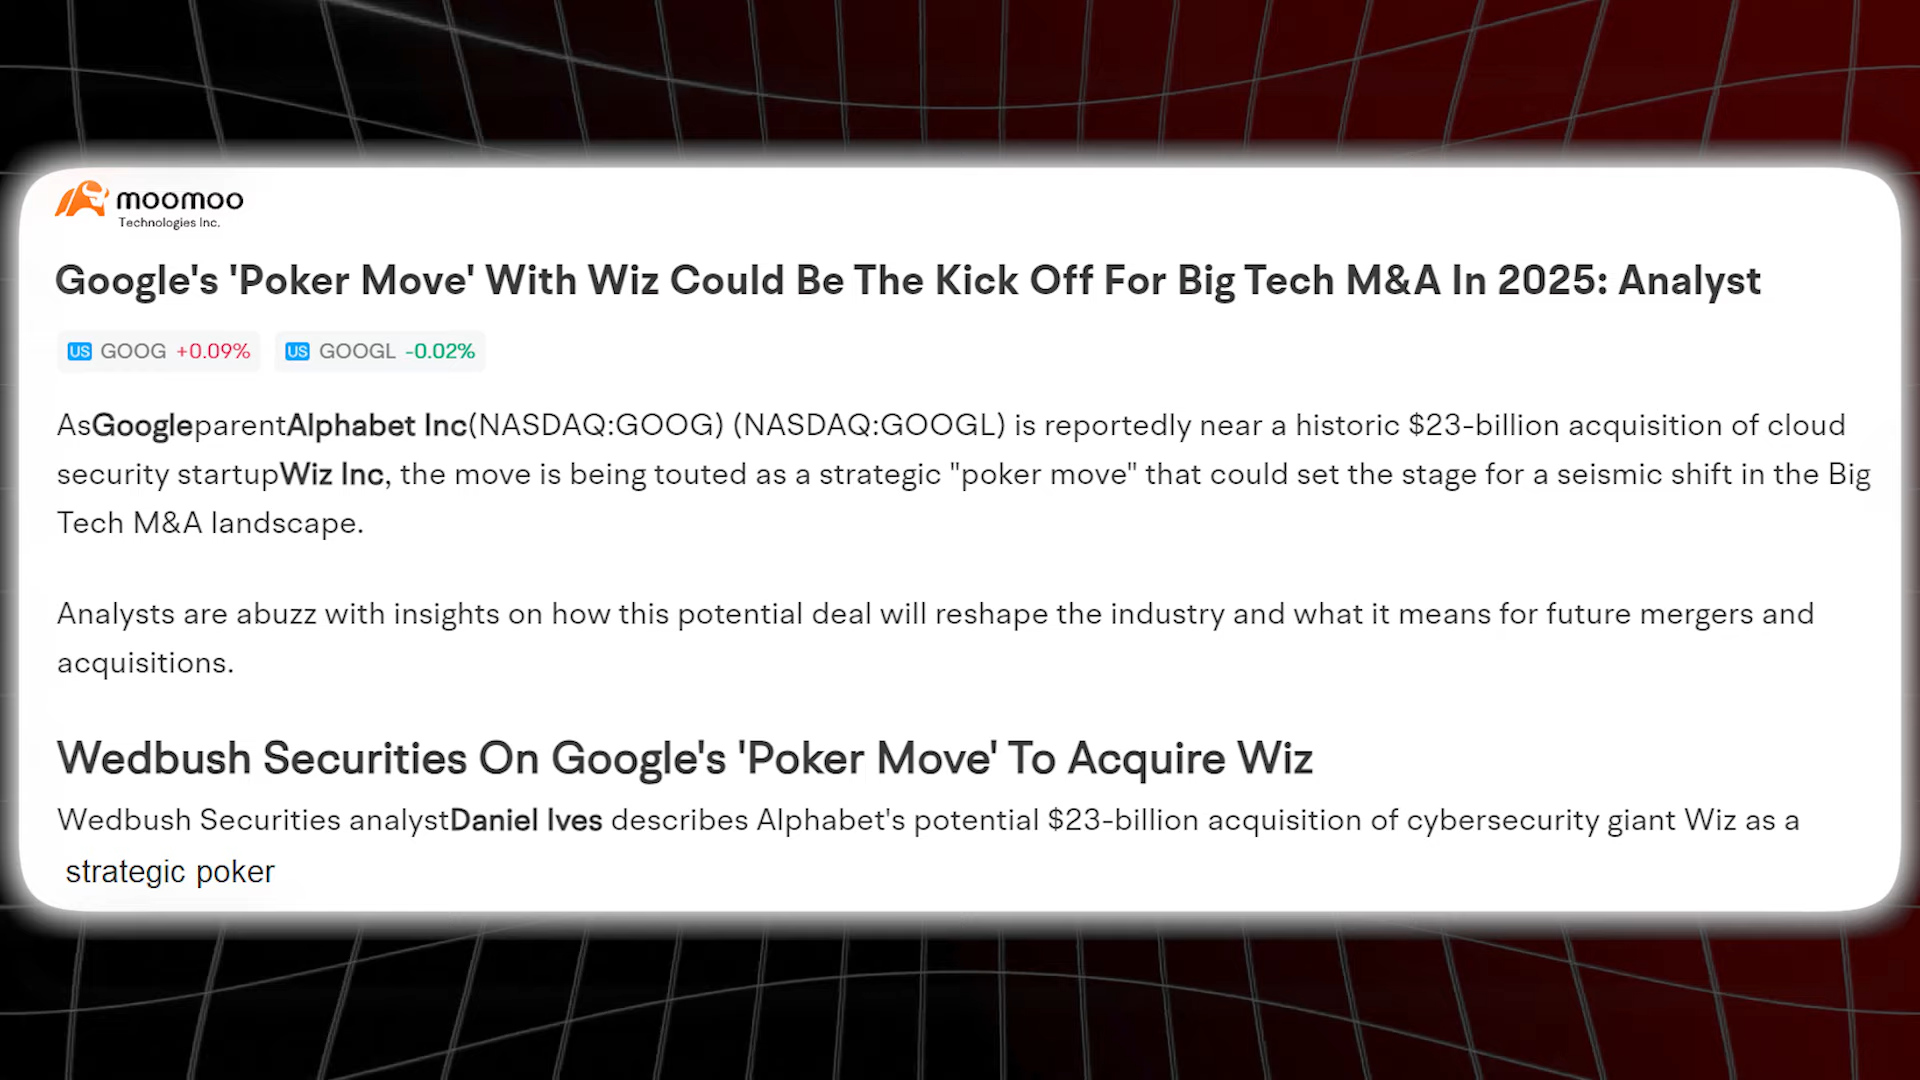 moomoo
Technologies Inc.
Google's 'Poker Move' With Wiz Could Be The Kick Off For Big Tech M&A In 2025: Analyst
US GOOG +0.09% US GOOGL -0.02%
AsGoogleparentAlphabet Inc(NASDAQ:GOOG) (NASDAQ:GOOGL) is reportedly near a historic $23-billion acquisition of cloud
security startupWiz Inc, the move is being touted as a strategic "poker move" that could set the stage for a seismic shift in the Big
Tech M&A landscape.
Analysts are abuzz with insights on how this potential deal will reshape the industry and what it means for future mergers and
acquisitions.
Wedbush Securities On Google's 'Poker Move' To Acquire Wiz
Wedbush Securities analystDaniel Ives describes Alphabet's potential $23-billion acquisition of cybersecurity giant Wiz as a
strategic poker